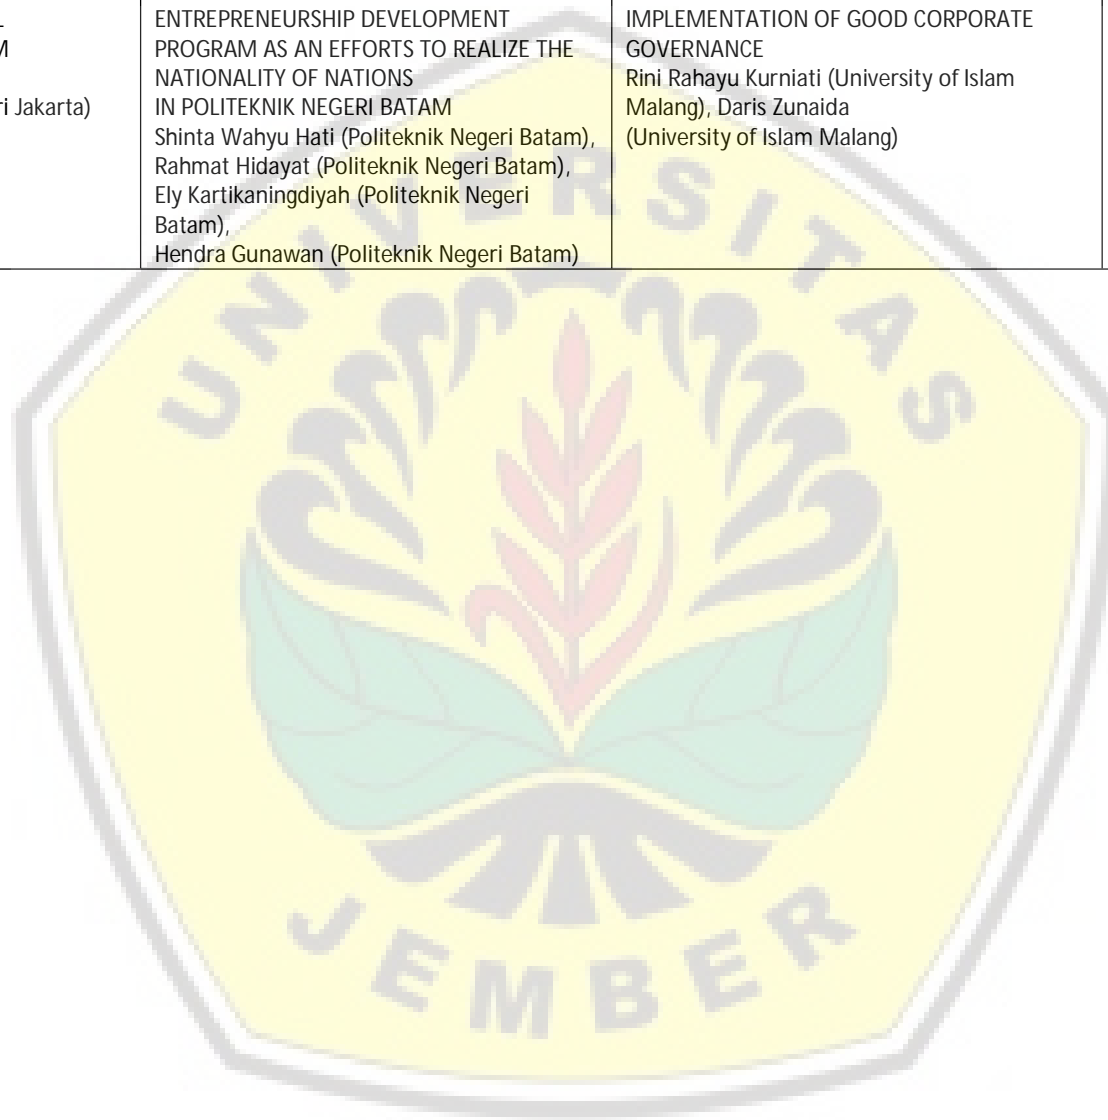 L
M
ri Jakarta)
ENTREPRENEURSHIP DEVELOPMENT
PROGRAM AS AN EFFORTS TO REALIZE THE
NATIONALITY OF NATIONS
IN POLITEKNIK NEGERI BATAM
Shinta Wahyu Hati (Politeknik Negeri Batam),
Rahmat Hidayat (Politeknik Negeri Batam),
Ely Kartikaningdiyah (Politeknik Negeri
Batam),
Hendra Gunawan (Politeknik Negeri Batam)
IMPLEMENTATION OF GOOD CORPORATE
GOVERNANCE
Rini Rahayu Kurniati (University of Islam
Malang), Daris Zunaida
(University of Islam Malang)
UNIVERSITAS
JEMBER